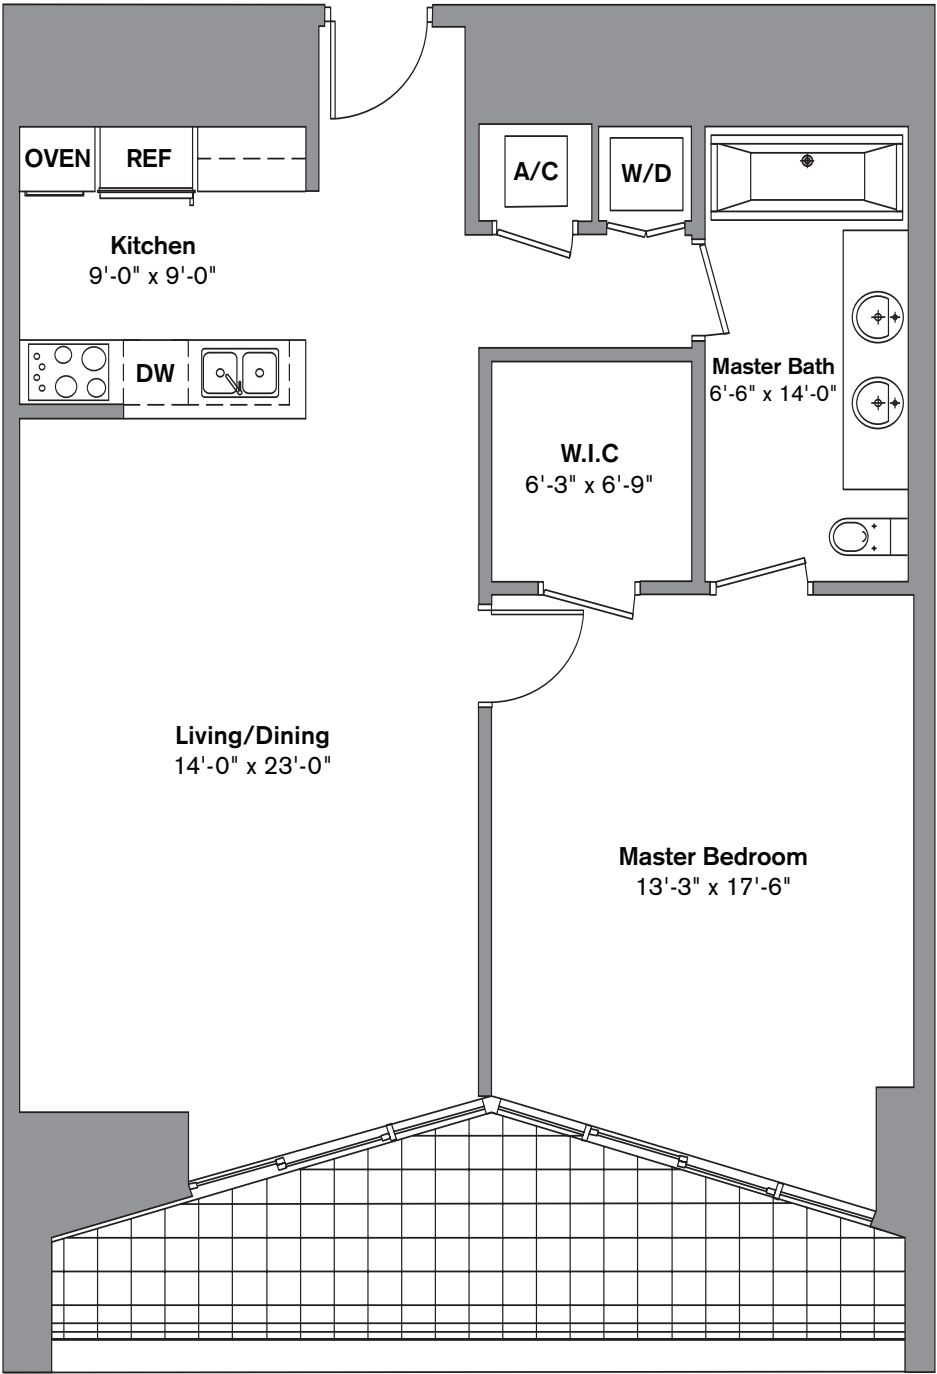 OVEN
REF
A/C
W/D
Kitchen
9'-0" x 9'-0"
DW
Master Bath
6'-6" x 14'-0"
W.I.C
6'-3" x 6'-9"
Living/Dining
14'-0" x 23'-0"
Master Bedroom
13'-3" x 17'-6"